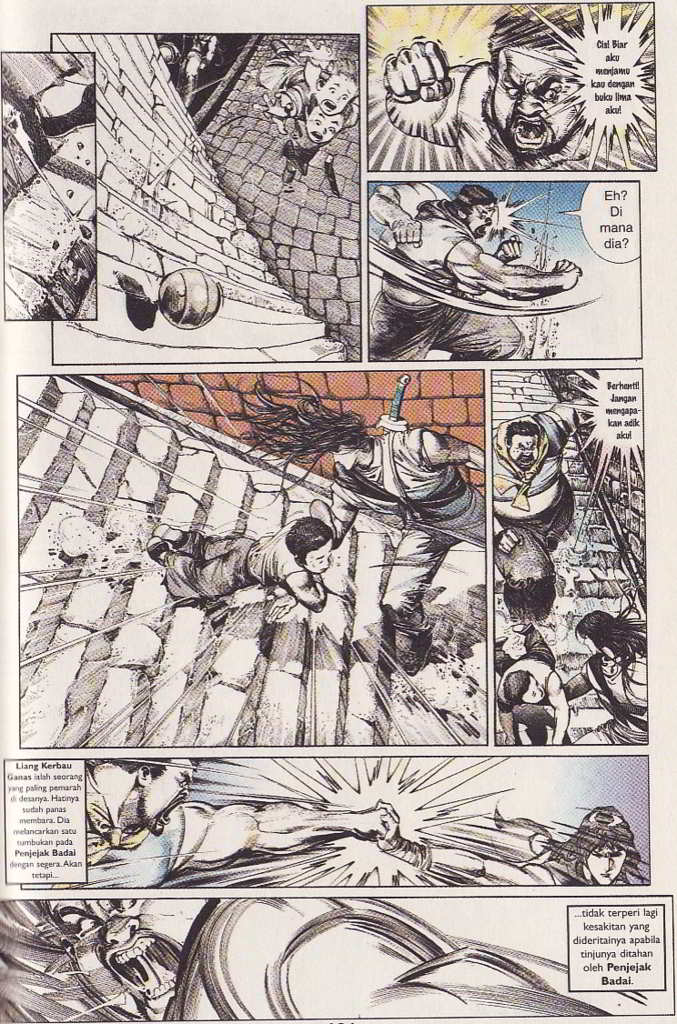 Cis! Biar
aku
menjamu
kau dengan
buku lima
aku!
Eh?
Di
mana
dia?
Berhenti!
Jangan
mengapa-
kan adik
aku!
Liang Kerbau
Ganas ialah seorang
yang paling pemarah
di desanya. Hatinya
sudah panas
membara. Dia
melancarkan satu
tumbukan pada
Penjejak Badai
dengan segera. Akan
tetapi...
...tidak terperi lagi
kesakitan yang
dideritainya apabila
tinjunya ditahan
oleh Penjejak
Badai.